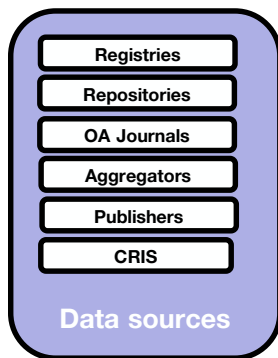 Registries
Repositories
OA Journals
Aggregators
Publishers
CRIS
Data sources